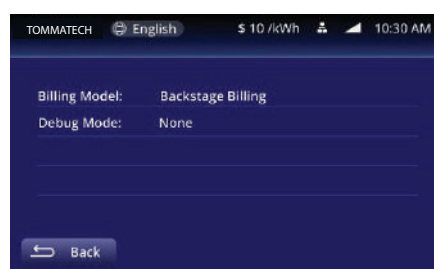 TOMMATECH English $ 10 /kWh 10:30 AM
Billing Model: Backstage Billing
Debug Mode: None
Back